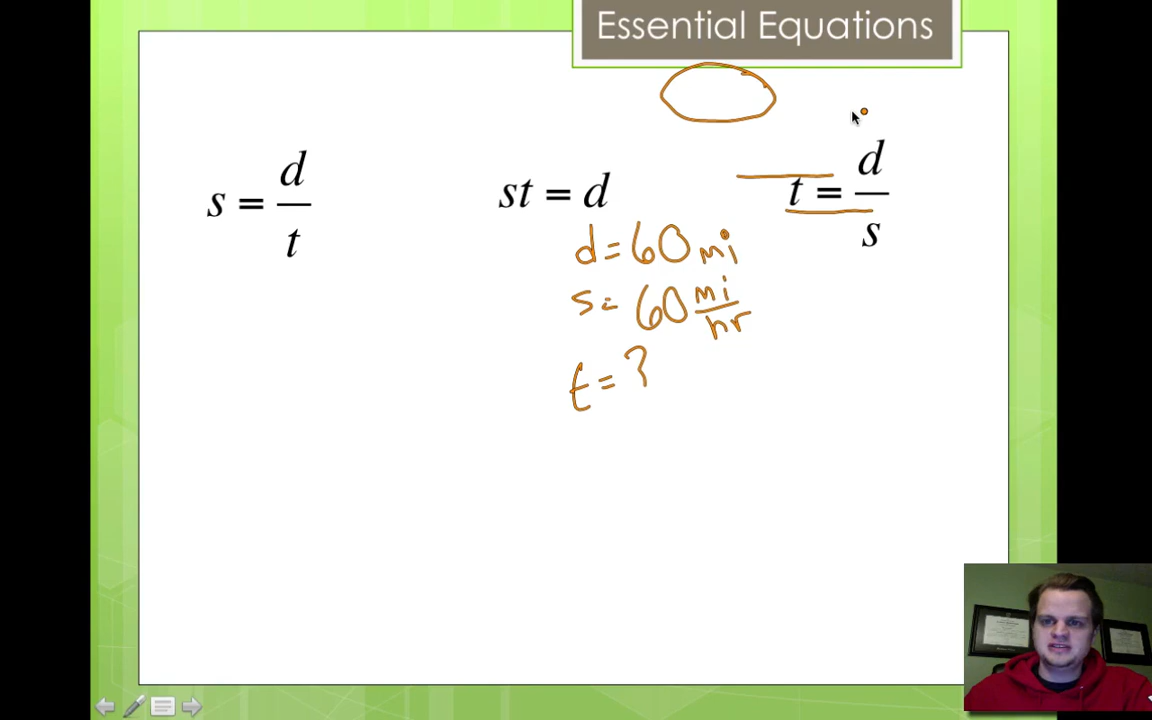 Essential Equations
s = d/t
st = d
t = d/s
d = 60 mi
s = 60 mi/hr
t = ?